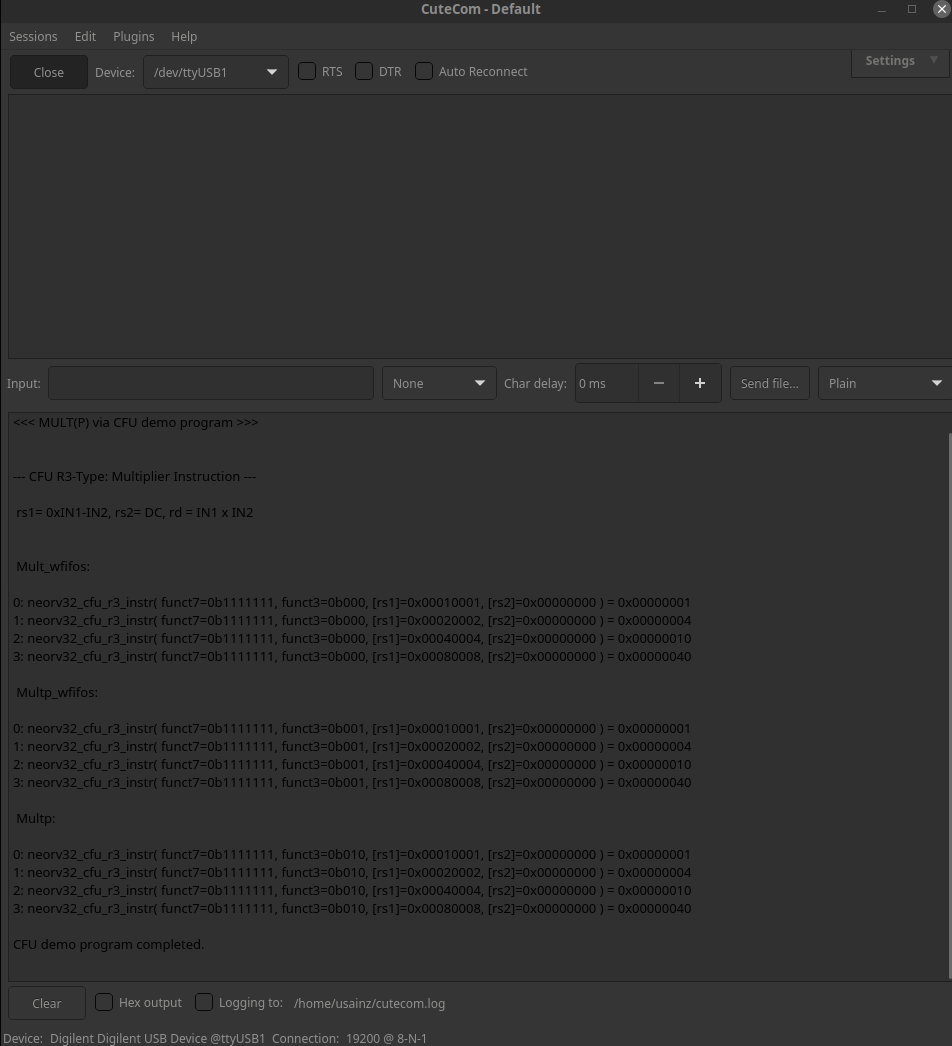 CuteCom - Default
Sessions Edit Plugins Help
Close Device: /dev/ttyUSB1 RTS DTR Auto Reconnect Settings
Input: None Char delay: 0 ms Send file... Plain
<<< MULT(P) via CFU demo program >>>
--- CFU R3-Type: Multiplier Instruction ---
rs1= 0xIN1-IN2, rs2= DC, rd = IN1 x IN2
Mult_wfifos:
0: neorv32_cfu_r3_instr( funct7=0b1111111, funct3=0b000, [rs1]=0x00010001, [rs2]=0x00000000 ) = 0x00000001
1: neorv32_cfu_r3_instr( funct7=0b1111111, funct3=0b000, [rs1]=0x00020002, [rs2]=0x00000000 ) = 0x00000004
2: neorv32_cfu_r3_instr( funct7=0b1111111, funct3=0b000, [rs1]=0x00040004, [rs2]=0x00000000 ) = 0x00000010
3: neorv32_cfu_r3_instr( funct7=0b1111111, funct3=0b000, [rs1]=0x00080008, [rs2]=0x00000000 ) = 0x00000040
Multp_wfifos:
0: neorv32_cfu_r3_instr( funct7=0b1111111, funct3=0b001, [rs1]=0x00010001, [rs2]=0x00000000 ) = 0x00000001
1: neorv32_cfu_r3_instr( funct7=0b1111111, funct3=0b001, [rs1]=0x00020002, [rs2]=0x00000000 ) = 0x00000004
2: neorv32_cfu_r3_instr( funct7=0b1111111, funct3=0b001, [rs1]=0x00040004, [rs2]=0x00000000 ) = 0x00000010
3: neorv32_cfu_r3_instr( funct7=0b1111111, funct3=0b001, [rs1]=0x00080008, [rs2]=0x00000000 ) = 0x00000040
Multp:
0: neorv32_cfu_r3_instr( funct7=0b1111111, funct3=0b010, [rs1]=0x00010001, [rs2]=0x00000000 ) = 0x00000001
1: neorv32_cfu_r3_instr( funct7=0b1111111, funct3=0b010, [rs1]=0x00020002, [rs2]=0x00000000 ) = 0x00000004
2: neorv32_cfu_r3_instr( funct7=0b1111111, funct3=0b010, [rs1]=0x00040004, [rs2]=0x00000000 ) = 0x00000010
3: neorv32_cfu_r3_instr( funct7=0b1111111, funct3=0b010, [rs1]=0x00080008, [rs2]=0x00000000 ) = 0x00000040
CFU demo program completed.
Clear Hex output Logging to: /home/usainz/cutecom.log
Device: Digilent Digilent USB Device @ttyUSB1 Connection: 19200 @ 8-N-1